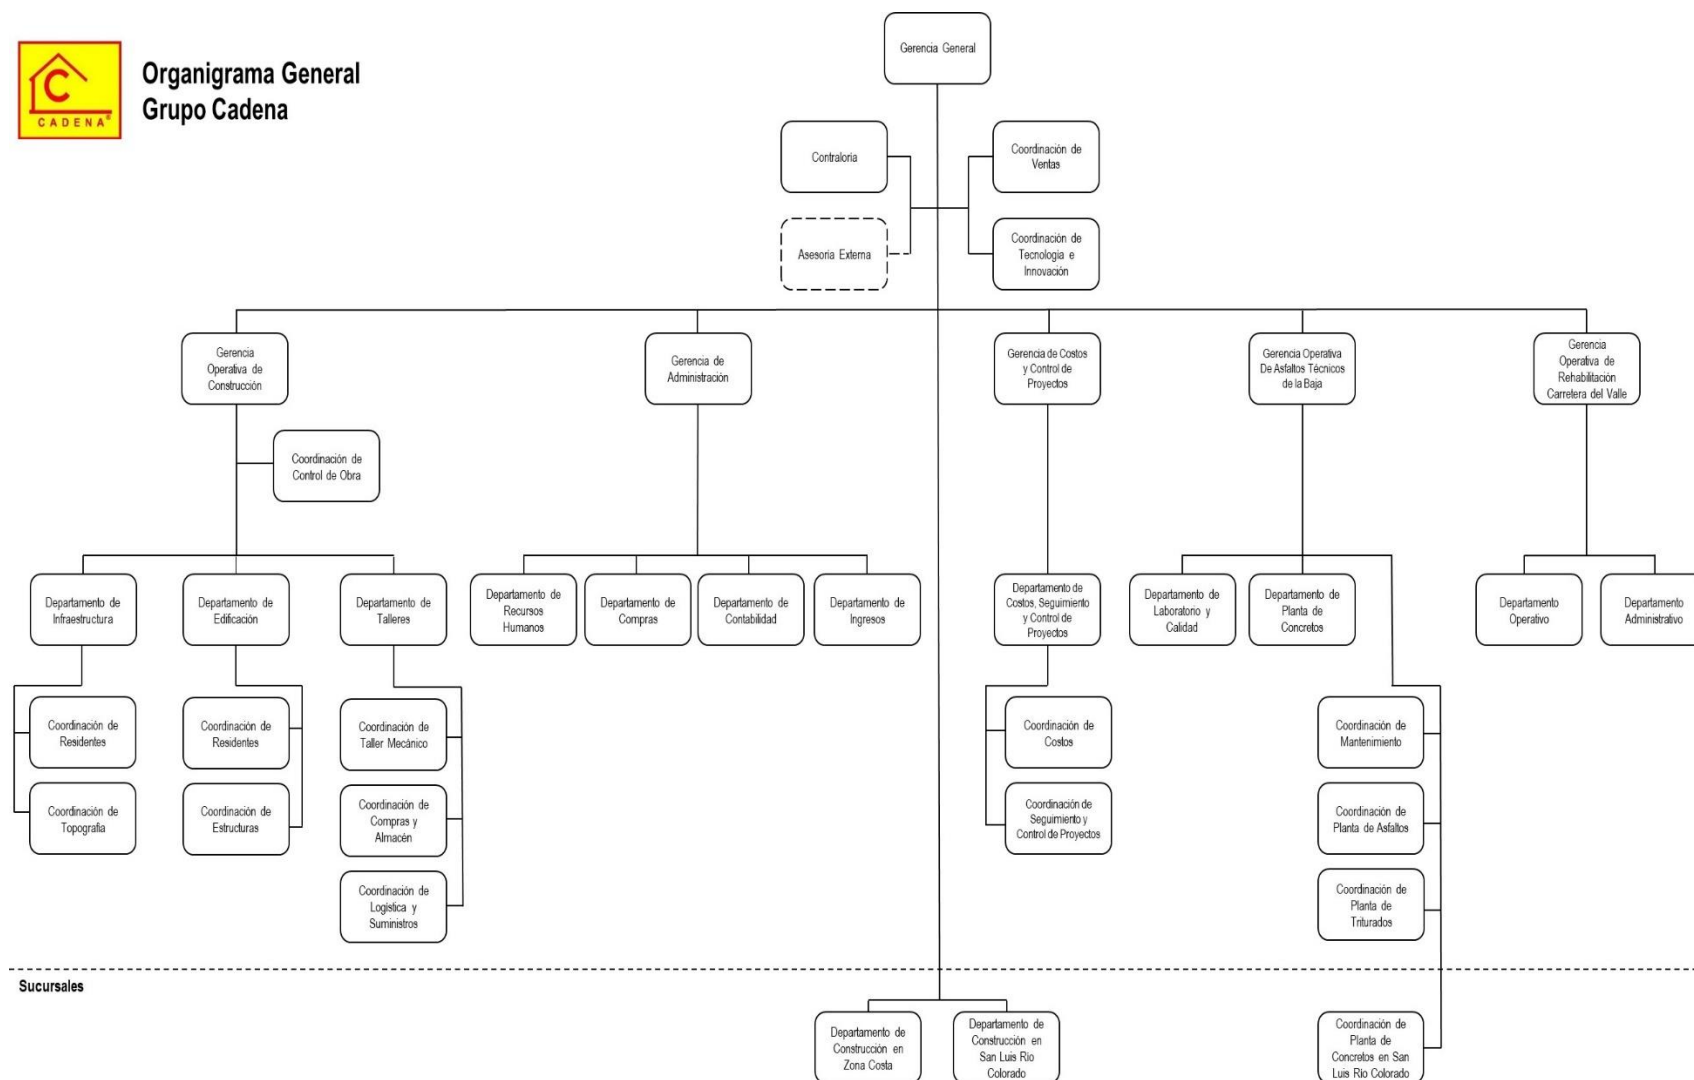 Gerencia General
C
CADENA®
Organigrama General
Grupo Cadena
Contraloría
Coordinación de
Ventas
Asesoría Externa
Coordinación de
Tecnología e
Innovación
Gerencia
Operativa de
Construcción
Gerencia de
Administración
Gerencia de Costos
y Control de
Proyectos
Gerencia Operativa
De Asfaltos Técnicos
de la Baja
Gerencia
Operativa de
Rehabilitación
Carretera del Valle
Coordinación de
Control de Obra
Departamento de
Infraestructura
Departamento de
Edificación
Departamento de
Talleres
Departamento de
Recursos
Humanos
Departamento de
Compras
Departamento de
Contabilidad
Departamento de
Ingresos
Departamento de
Costos, Seguimiento
y Control de
Proyectos
Departamento de
Laboratorio y
Calidad
Departamento de
Planta de
Concretos
Departamento
Operativo
Departamento
Administrativo
Coordinación de
Residentes
Coordinación de
Residentes
Coordinación de
Taller Mecánico
Coordinación de
Costos
Coordinación de
Mantenimiento
Coordinación de
Topografía
Coordinación de
Estructuras
Coordinación de
Compras y
Almacén
Coordinación de
Seguimiento y
Control de Proyectos
Coordinación de
Planta de Asfaltos
Coordinación de
Logística y
Suministros
Coordinación de
Planta de
Triturados
Sucursales
Departamento de
Construcción en
Zona Costa
Departamento de
Construcción en
San Luis Río
Colorado
Coordinación de
Planta de
Concretos en San
Luis Río Colorado